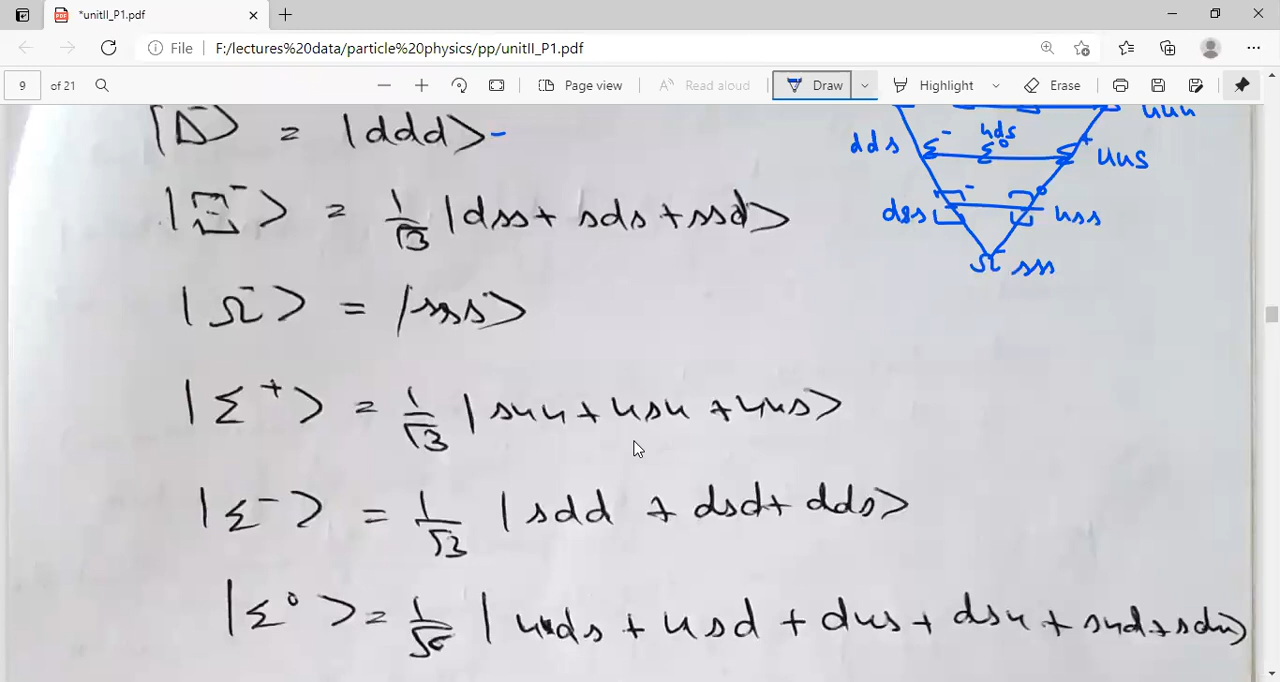 *unitII_P1.pdf
File F:/lectures%20data/particle%20physics/pp/unitII_P1.pdf
9 of 21 Page view Read aloud Draw Highlight Erase
|Δ⁻> = |ddd>-
uuu
dds Σ⁻ uds Σ⁰ Σ⁺ uus
|Ξ⁻> = 1/√3 |dss + sds + ssd>
dss Ξ⁻ Ξ⁰ uss
Ω⁻ sss
|Ω⁻> = |sss>
|Σ⁺> = 1/√3 |suu + usu + uus>
|Σ⁻> = 1/√3 |sdd + dsd + dds>
|Σ⁰> = 1/√6 |uds + usd + dus + dsu + sud + sdu>